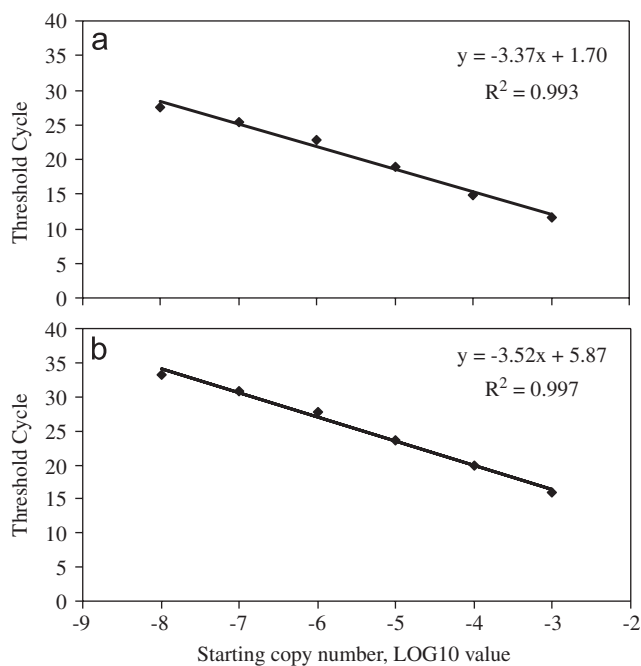 a
y = -3.37x + 1.70
R² = 0.993
Threshold Cycle
40
35
30
25
20
15
10
5
0
b
y = -3.52x + 5.87
R² = 0.997
Threshold Cycle
40
35
30
25
20
15
10
5
0
-9 -8 -7 -6 -5 -4 -3 -2
Starting copy number, LOG10 value